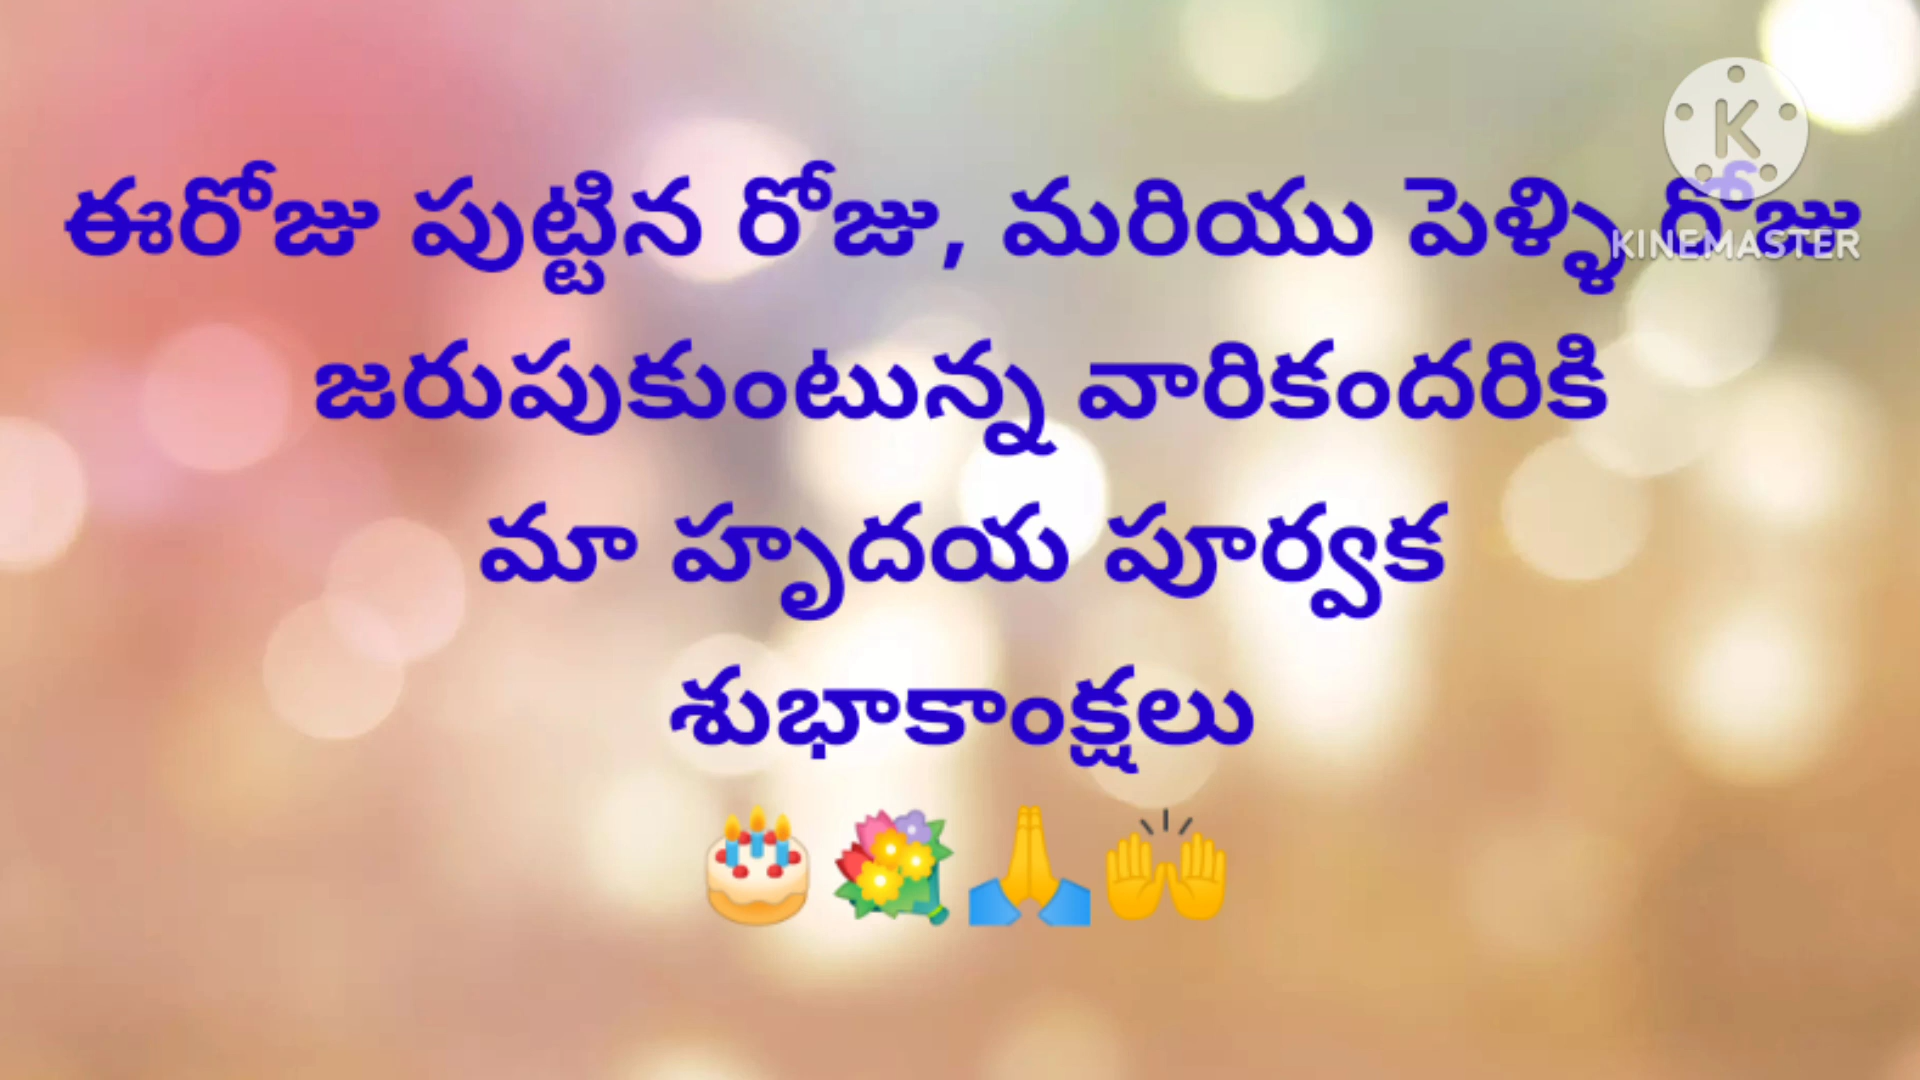 ఈరోజు పుట్టిన రోజు, మరియు పెళ్ళి రోజు
జరుపుకుంటున్న వారికందరికి
మా హృదయ పూర్వక
శుభాకాంక్షలు
🎂💐🙏🙌
K
KINEMASTER